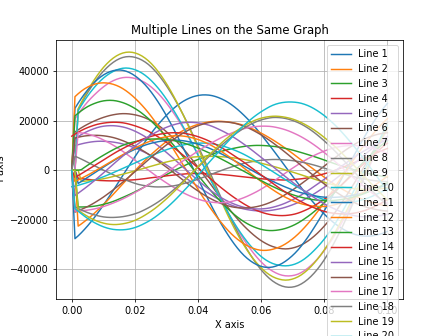 Multiple Lines on the Same Graph
40000
20000
0
−20000
−40000
0.00
0.02
0.04
0.06
X axis
Line 1
Line 2
Line 3
Line 4
Line 5
Line 6
Line 7
Line 8
Line 9
Line 10
Line 11
Line 12
Line 13
Line 14
Line 15
Line 16
Line 17
Line 18
Line 19
Line 20